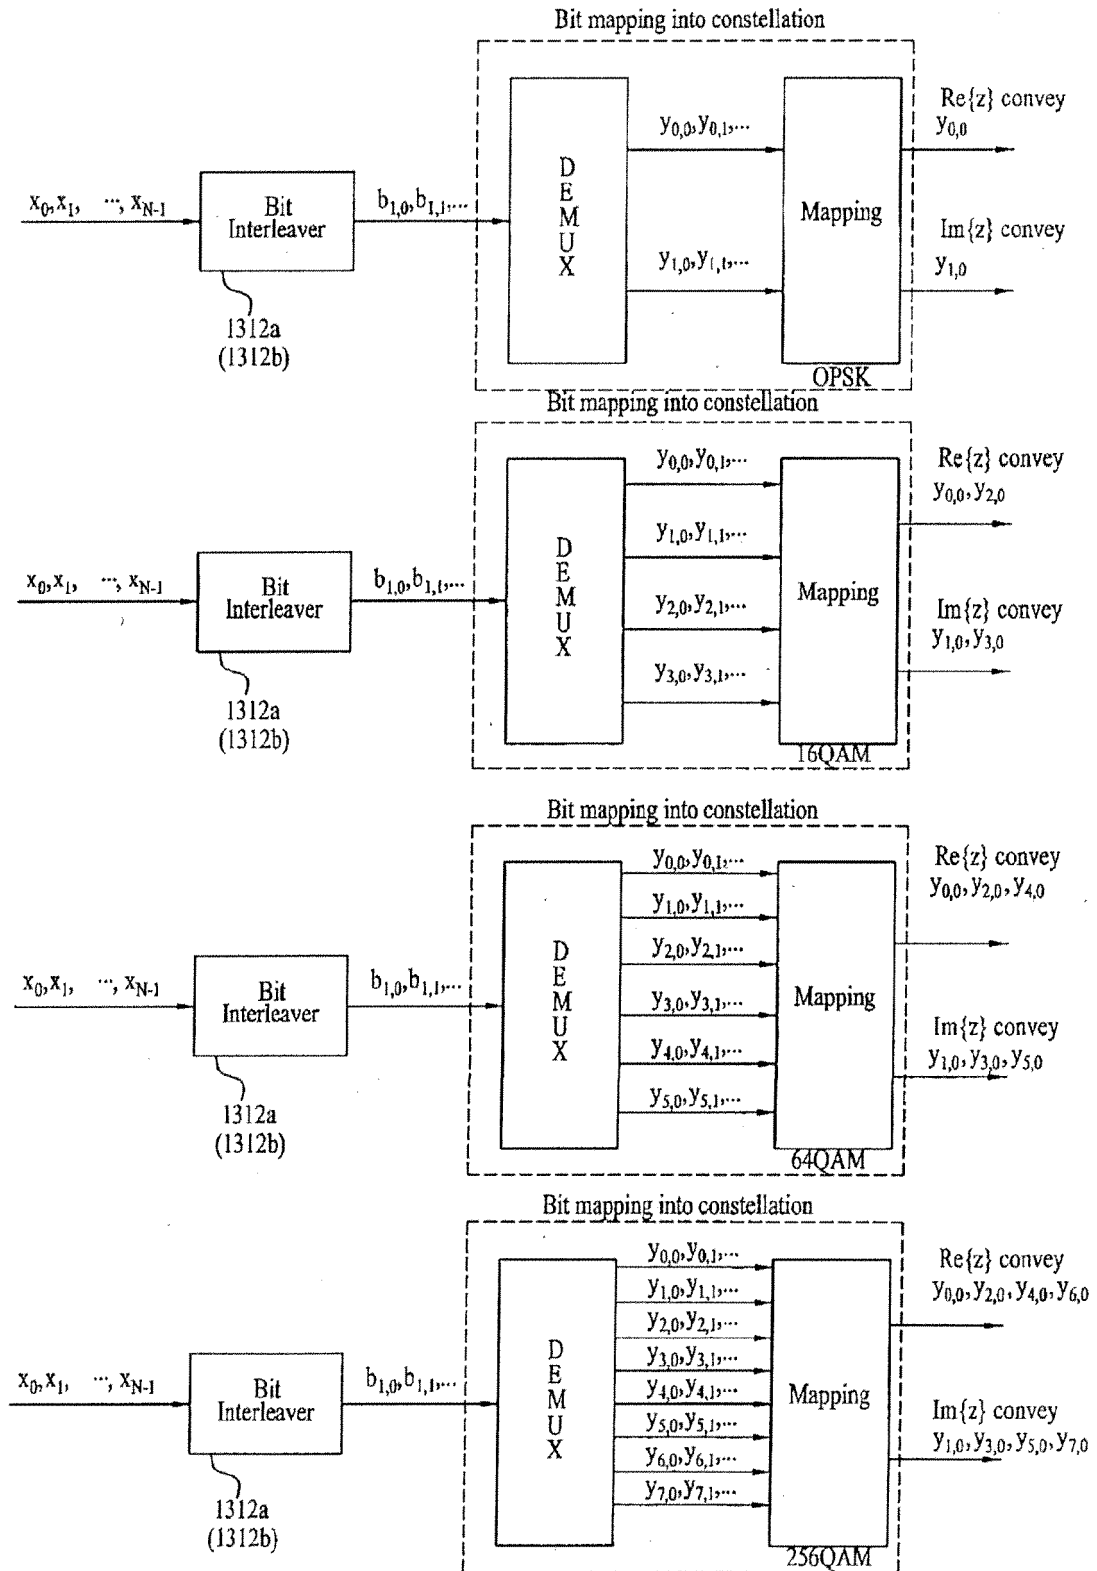 Bit mapping into constellation
x0,x1, ..., xN-1
Bit
Interleaver
1312a
(1312b)
b1,0,b1,1,...
DEMUX
y0,0,y0,1,...
y1,0,y1,1,...
Mapping
OPSK
Re{z} convey
y0,0
Im{z} convey
y1,0
Bit mapping into constellation
x0,x1, ..., xN-1
Bit
Interleaver
1312a
(1312b)
b1,0,b1,1,...
DEMUX
y0,0,y0,1,...
y1,0,y1,1,...
y2,0,y2,1,...
y3,0,y3,1,...
Mapping
16QAM
Re{z} convey
y0,0,y2,0
Im{z} convey
y1,0,y3,0
Bit mapping into constellation
x0,x1, ..., xN-1
Bit
Interleaver
1312a
(1312b)
b1,0,b1,1,...
DEMUX
y0,0,y0,1,...
y1,0,y1,1,...
y2,0,y2,1,...
y3,0,y3,1,...
y4,0,y4,1,...
y5,0,y5,1,...
Mapping
64QAM
Re{z} convey
y0,0,y2,0,y4,0
Im{z} convey
y1,0,y3,0,y5,0
Bit mapping into constellation
x0,x1, ..., xN-1
Bit
Interleaver
1312a
(1312b)
b1,0,b1,1,...
DEMUX
y0,0,y0,1,...
y1,0,y1,1,...
y2,0,y2,1,...
y3,0,y3,1,...
y4,0,y4,1,...
y5,0,y5,1,...
y6,0,y6,1,...
y7,0,y7,1,...
Mapping
256QAM
Re{z} convey
y0,0,y2,0,y4,0,y6,0
Im{z} convey
y1,0,y3,0,y5,0,y7,0